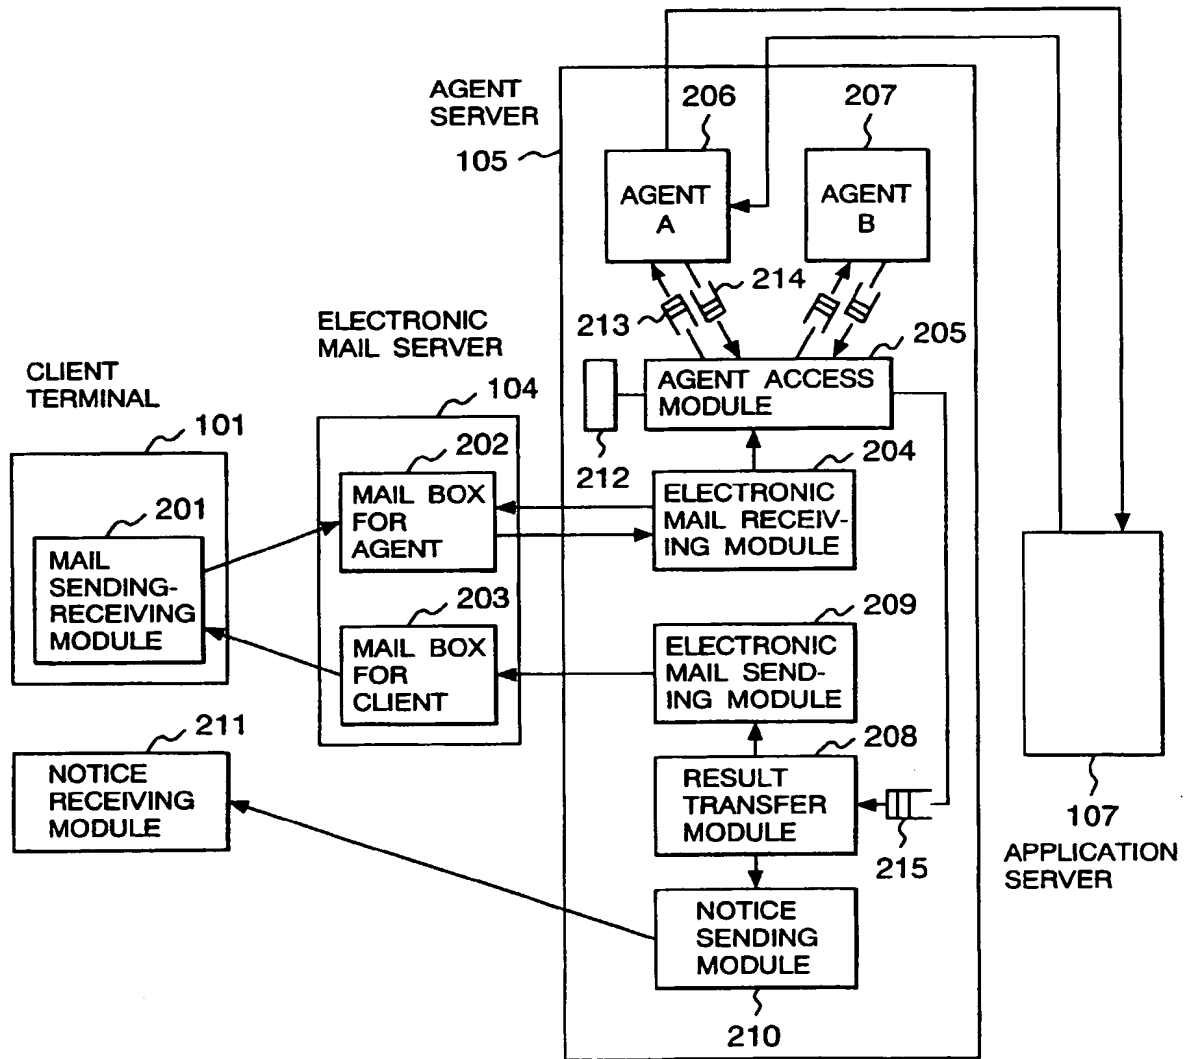 AGENT
SERVER
105
206
207
AGENT
A
AGENT
B
213
214
205
AGENT ACCESS
MODULE
212
ELECTRONIC
MAIL SERVER
104
CLIENT
TERMINAL
101
201
MAIL
SENDING-
RECEIVING
MODULE
202
MAIL BOX
FOR
AGENT
203
MAIL BOX
FOR
CLIENT
204
ELECTRONIC
MAIL RECEIV-
ING MODULE
209
ELECTRONIC
MAIL SEND-
ING MODULE
208
RESULT
TRANSFER
MODULE
215
211
NOTICE
RECEIVING
MODULE
NOTICE
SENDING
MODULE
210
107
APPLICATION
SERVER